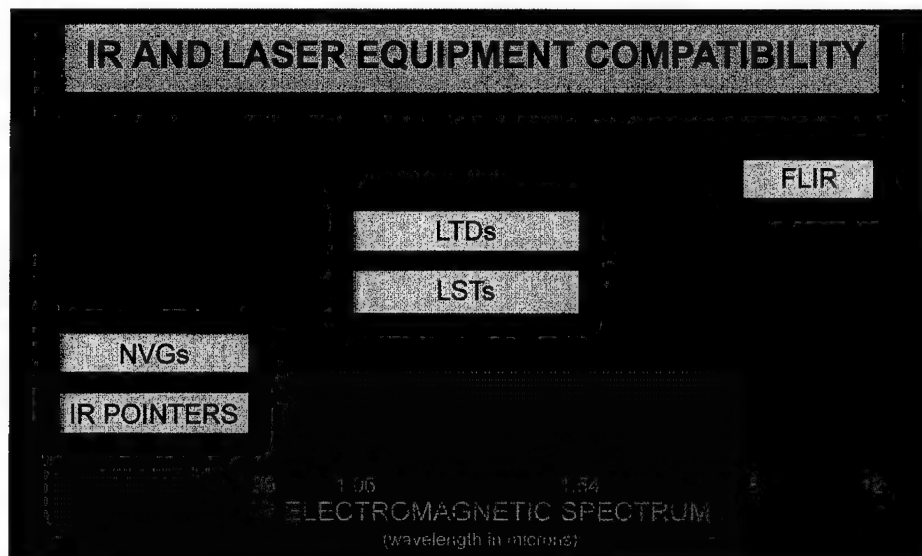 IR AND LASER EQUIPMENT COMPATIBILITY
FLIR
LTDs
LSTs
NVGs
IR POINTERS
1.06
1.54
12
ELECTROMAGNETIC SPECTRUM
(wavelength in microns)